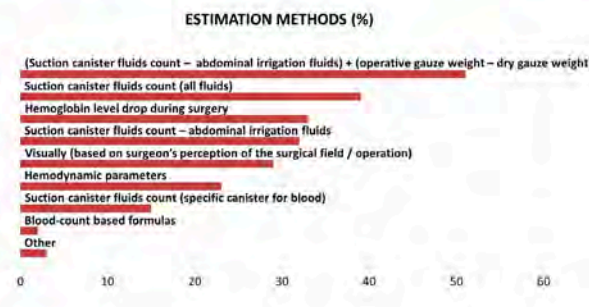 ESTIMATION METHODS (%)
(Suction canister fluids count – abdominal irrigation fluids) + (operative gauze weight – dry gauze weight
Suction canister fluids count (all fluids)
Hemoglobin level drop during surgery
Suction canister fluids count – abdominal irrigation fluids
Visually (based on surgeon's perception of the surgical field / operation)
Hemodynamic parameters
Suction canister fluids count (specific canister for blood)
Blood-count based formulas
Other
0 10 20 30 40 50 60